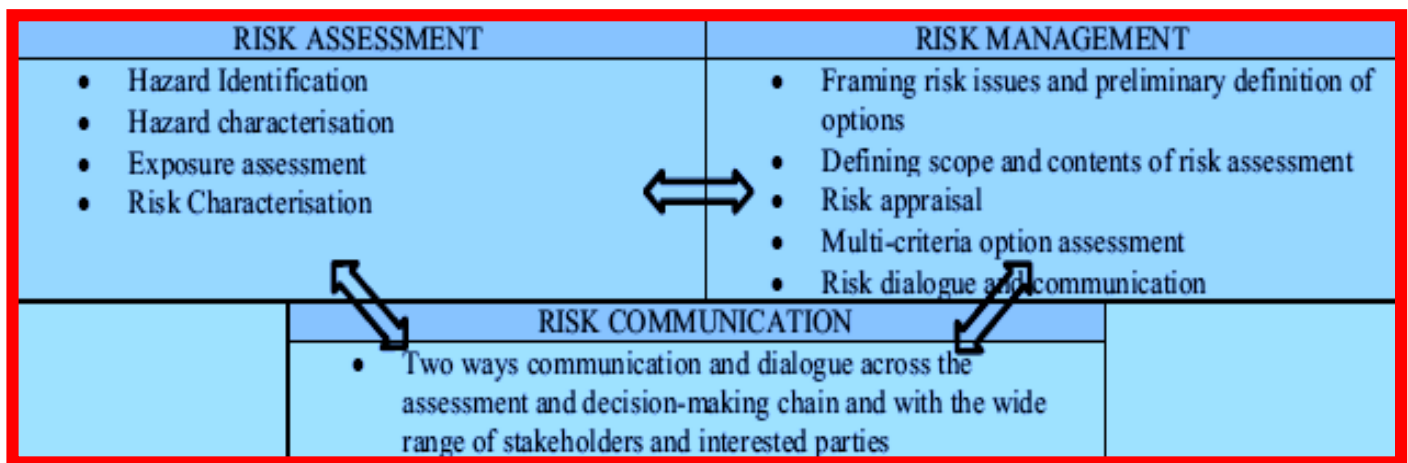 RISK ASSESSMENT
• Hazard Identification
• Hazard characterisation
• Exposure assessment
• Risk Characterisation
RISK MANAGEMENT
• Framing risk issues and preliminary definition of
options
• Defining scope and contents of risk assessment
• Risk appraisal
• Multi-criteria option assessment
• Risk dialogue and communication
RISK COMMUNICATION
• Two ways communication and dialogue across the
assessment and decision-making chain and with the wide
range of stakeholders and interested parties